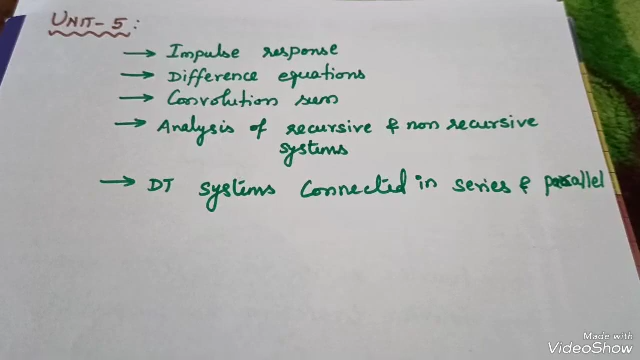 UNIT-5:
→ Impulse response
→ Difference equations
→ Convolution sum
→ Analysis of recursive & non recursive
systems
→ DT systems connected in series & parallel
Made with
VideoShow